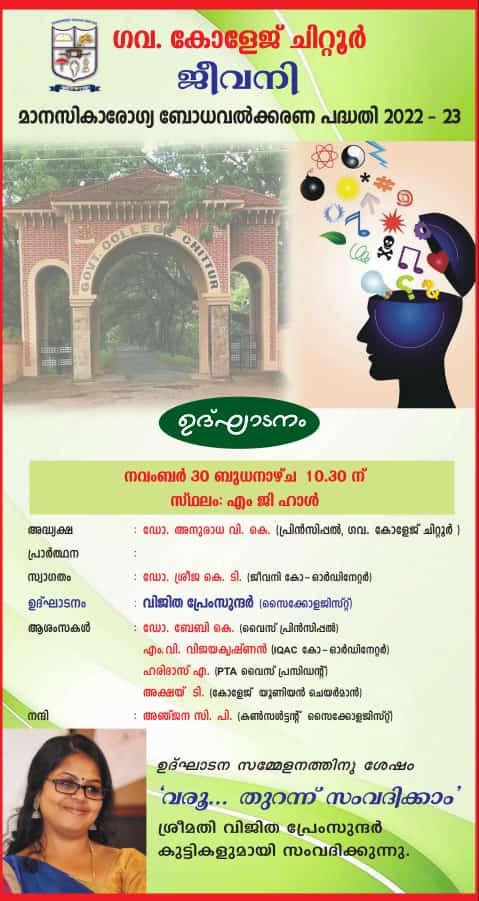 ഗവ. കോളേജ് ചിറ്റൂർ
ജീവനി
മാനസികാരോഗ്യ ബോധവൽക്കരണ പദ്ധതി 2022 - 23
GOVT. COLLEGE CHITTUR
ഉദ്ഘാടനം
നവംബർ 30 ബുധനാഴ്ച 10.30 ന്
സ്ഥലം: എം ജി ഹാൾ
അദ്ധ്യക്ഷ : ഡോ. അനുരാധ വി. കെ. (പ്രിൻസിപ്പൽ, ഗവ. കോളേജ് ചിറ്റൂർ )
പ്രാർത്ഥന :
സ്വാഗതം : ഡോ. ശ്രീജ കെ. ടി. (ജീവനി കോ-ഓർഡിനേറ്റർ)
ഉദ്ഘാടനം : വിജിത പ്രേംസുന്ദർ (സൈക്കോളജിസ്റ്റ്)
ആശംസകൾ : ഡോ. ബേബി കെ. (വൈസ് പ്രിൻസിപ്പൽ)
എം.വി. വിജയകൃഷ്ണൻ (IQAC കോ-ഓർഡിനേറ്റർ)
ഹരിദാസ് എ. (PTA വൈസ് പ്രസിഡന്റ്)
അക്ഷയ് ടി. (കോളേജ് യൂണിയൻ ചെയർമാൻ)
നന്ദി : അഞ്ജന സി. പി. (കൺസൾട്ടന്റ് സൈക്കോളജിസ്റ്റ്)
ഉദ്ഘാടന സമ്മേളനത്തിനു ശേഷം
'വരൂ... തുറന്ന് സംവദിക്കാം'
ശ്രീമതി വിജിത പ്രേംസുന്ദർ
കുട്ടികളുമായി സംവദിക്കുന്നു.